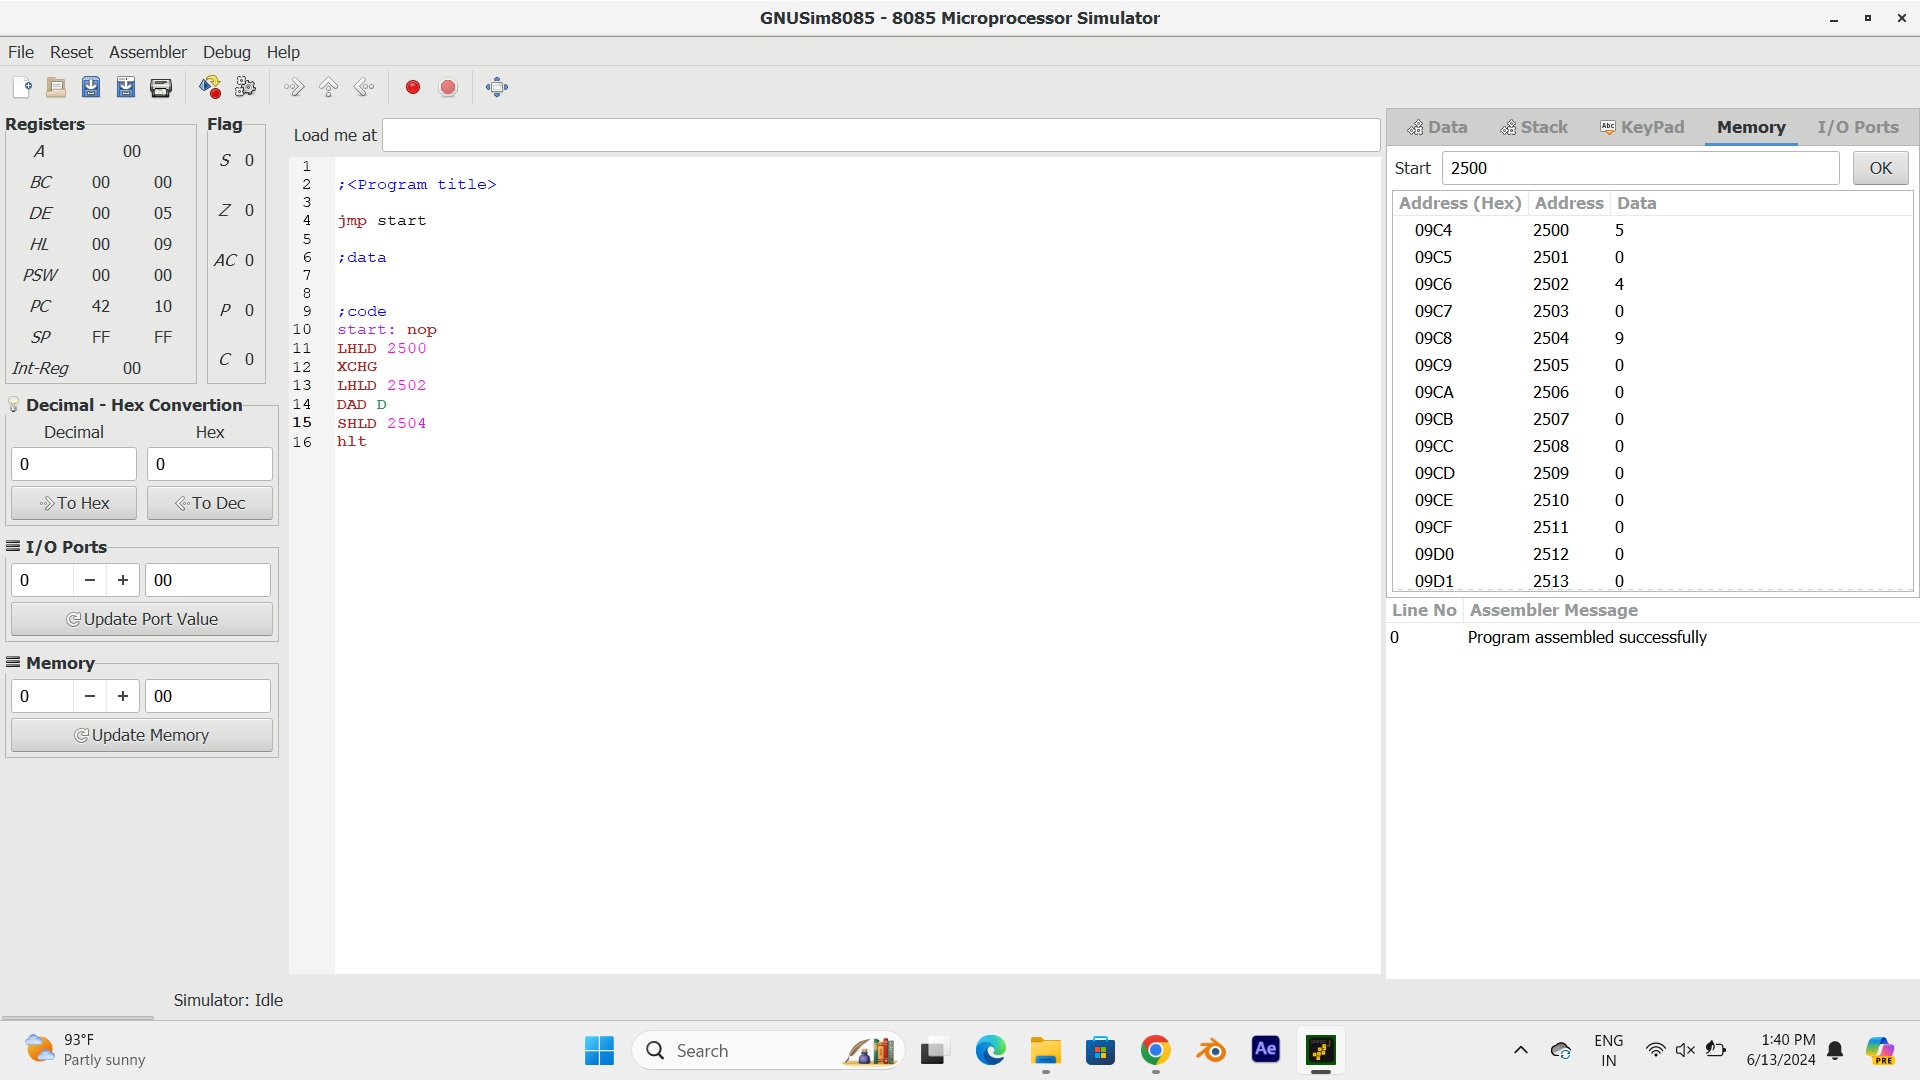 GNUSim8085 - 8085 Microprocessor Simulator
File Reset Assembler Debug Help
Registers
A 00
BC 00 00
DE 00 05
HL 00 09
PSW 00 00
PC 42 10
SP FF FF
Int-Reg 00
Flag
S 0
Z 0
AC 0
P 0
C 0
Decimal - Hex Convertion
Decimal Hex
0 0
To Hex To Dec
I/O Ports
0 − + 00
Update Port Value
Memory
0 − + 00
Update Memory
Load me at
1
2 ;<Program title>
3
4 jmp start
5
6 ;data
7
8
9 ;code
10 start: nop
11 LHLD 2500
12 XCHG
13 LHLD 2502
14 DAD D
15 SHLD 2504
16 hlt
Data Stack Abc KeyPad Memory I/O Ports
Start 2500 OK
Address (Hex) Address Data
09C4 2500 5
09C5 2501 0
09C6 2502 4
09C7 2503 0
09C8 2504 9
09C9 2505 0
09CA 2506 0
09CB 2507 0
09CC 2508 0
09CD 2509 0
09CE 2510 0
09CF 2511 0
09D0 2512 0
09D1 2513 0
Line No Assembler Message
0 Program assembled successfully
Simulator: Idle
93°F
Partly sunny
Search
Ae
ENG
IN
1:40 PM
6/13/2024
PRE